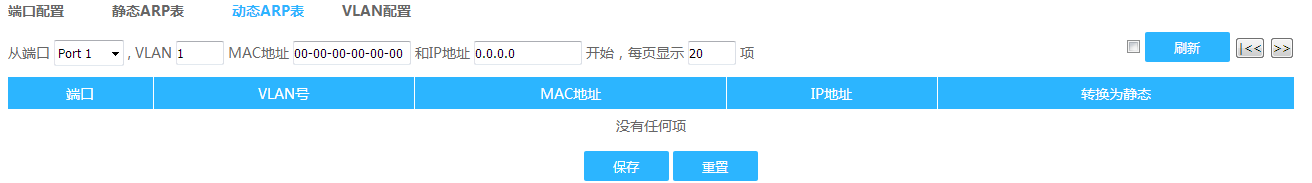 端口配置 静态ARP表 动态ARP表 VLAN配置
从端口 Port 1 , VLAN 1 MAC地址 00-00-00-00-00-00 和IP地址 0.0.0.0 开始，每页显示 20 项 刷新 |<< >>
端口 VLAN号 MAC地址 IP地址 转换为静态
没有任何项
保存 重置